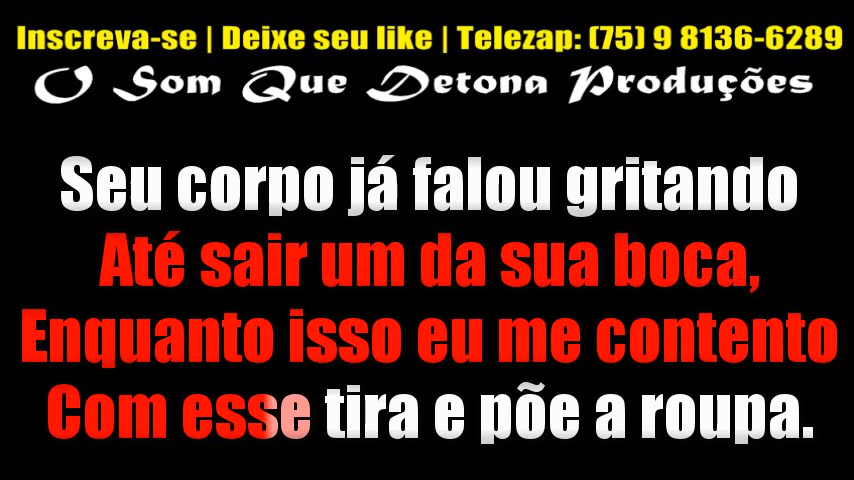 Inscreva-se | Deixe seu like | Telezap: (75) 9 8136-6289
O Som Que Detona Produções
Seu corpo já falou gritando
Até sair um da sua boca,
Enquanto isso eu me contento
Com esse tira e põe a roupa.